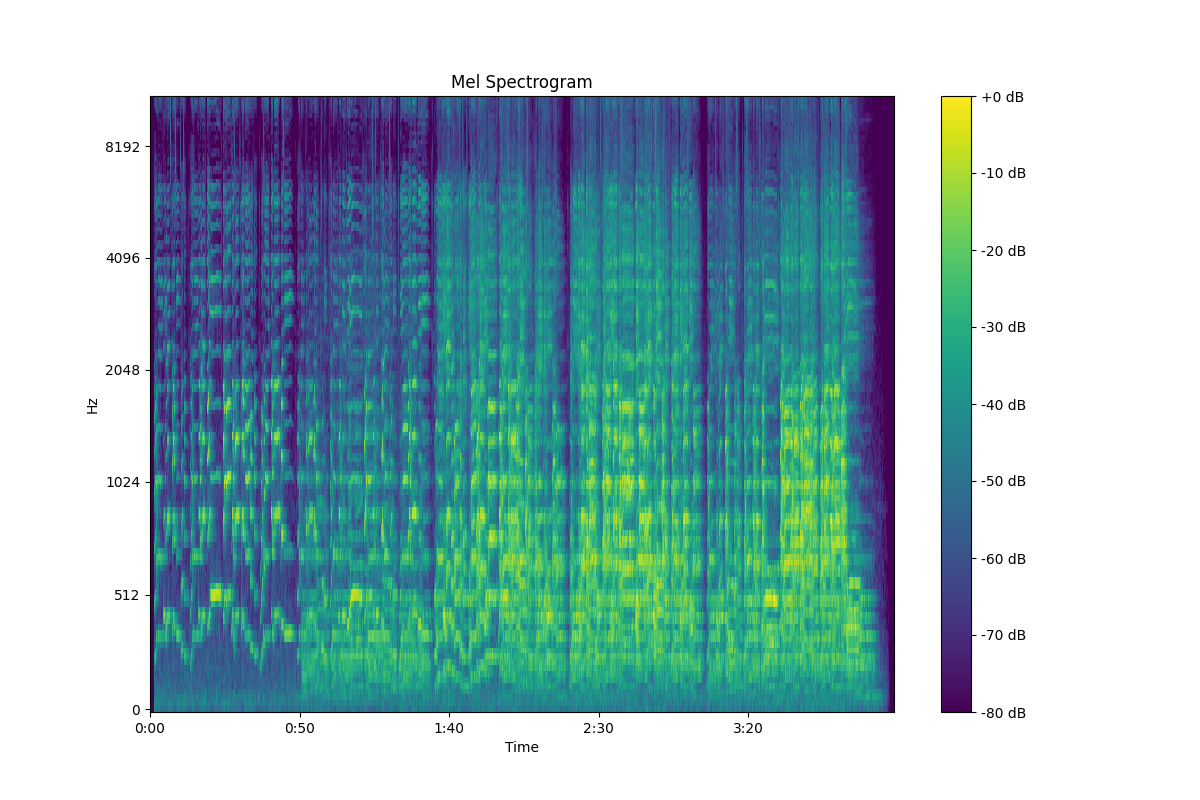 Mel Spectrogram
Hz
8192
4096
2048
1024
512
0
0:00
0:50
1:40
2:30
3:20
Time
+0 dB
-10 dB
-20 dB
-30 dB
-40 dB
-50 dB
-60 dB
-70 dB
-80 dB